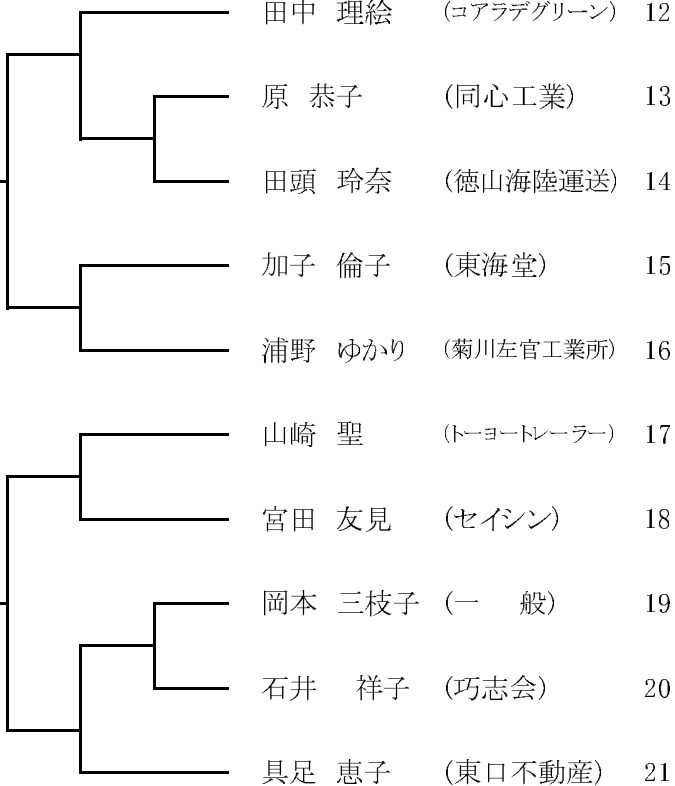 田中 理絵 (コアラデグリーン) 12
原 恭子 (同心工業) 13
田頭 玲奈 (徳山海陸運送) 14
加子 倫子 (東海堂) 15
浦野 ゆかり (菊川左官工業所) 16
山崎 聖 (トーヨートレーラー) 17
宮田 友見 (セイシン) 18
岡本 三枝子 (一 般) 19
石井 祥子 (巧志会) 20
具足 恵子 (東口不動産) 21